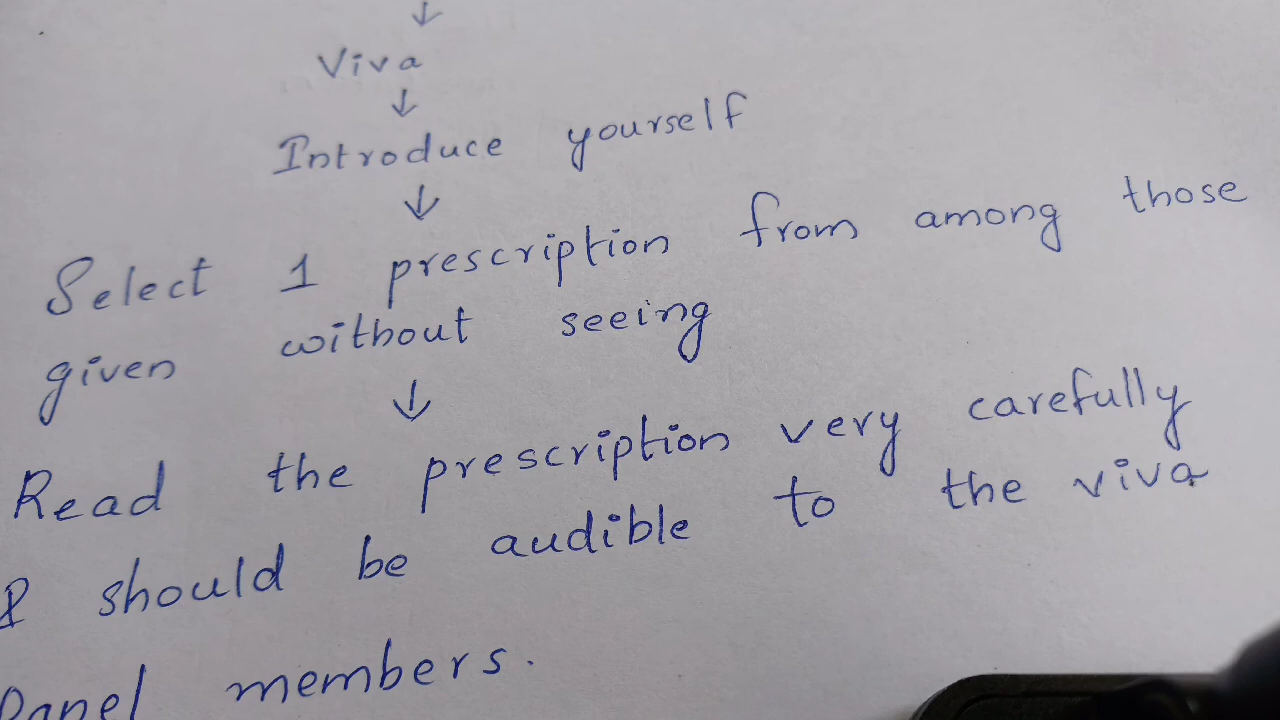 ↓
Viva
↓
Introduce yourself
↓
Select 1 prescription from among those
given without seeing
↓
Read the prescription very carefully
& should be audible to the viva
Panel members.